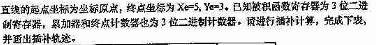 直线的起点坐标为坐标原点，终点坐标为 Xe=5, Ye=3。已知被积函数寄存器为 3 位二进
制寄存器，累加器和终点计数器也为 3 位二进制计数器。请进行插补计算，完成下表，
并画出插补轨迹。